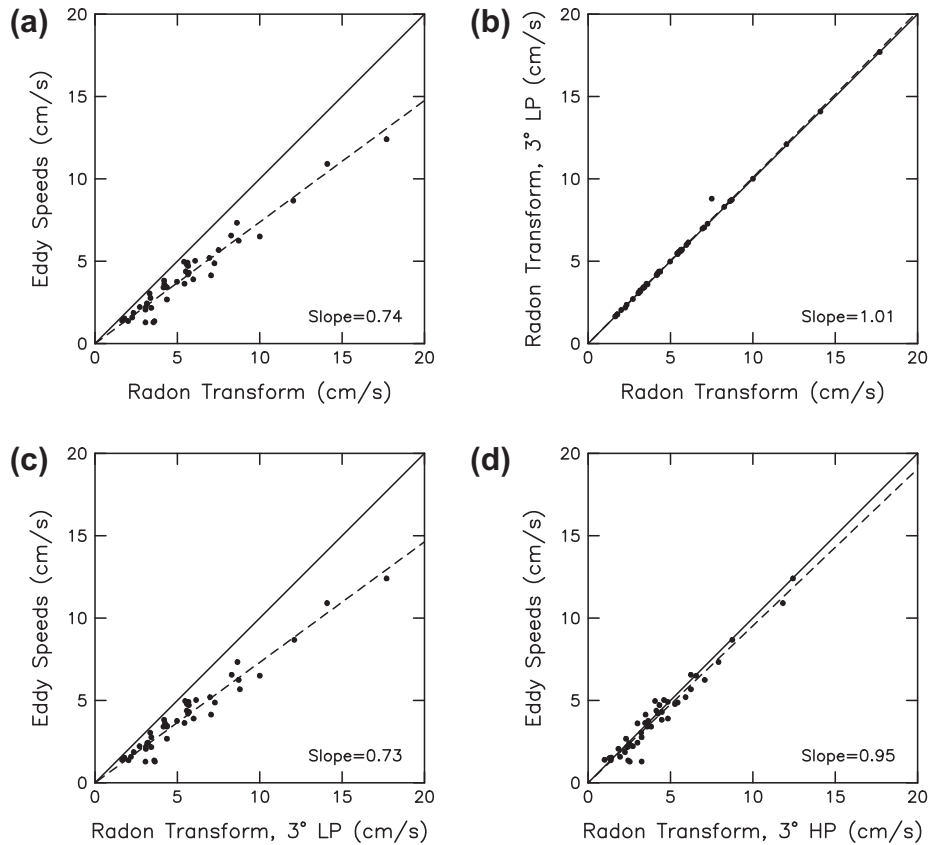 (a)
20
15
10
5
0
Eddy Speeds (cm/s)
Slope=0.74
0 5 10 15 20
Radon Transform (cm/s)
(b)
20
15
10
5
0
Radon Transform, 3° LP (cm/s)
Slope=1.01
0 5 10 15 20
Radon Transform (cm/s)
(c)
20
15
10
5
0
Eddy Speeds (cm/s)
Slope=0.73
0 5 10 15 20
Radon Transform, 3° LP (cm/s)
(d)
20
15
10
5
0
Eddy Speeds (cm/s)
Slope=0.95
0 5 10 15 20
Radon Transform, 3° HP (cm/s)